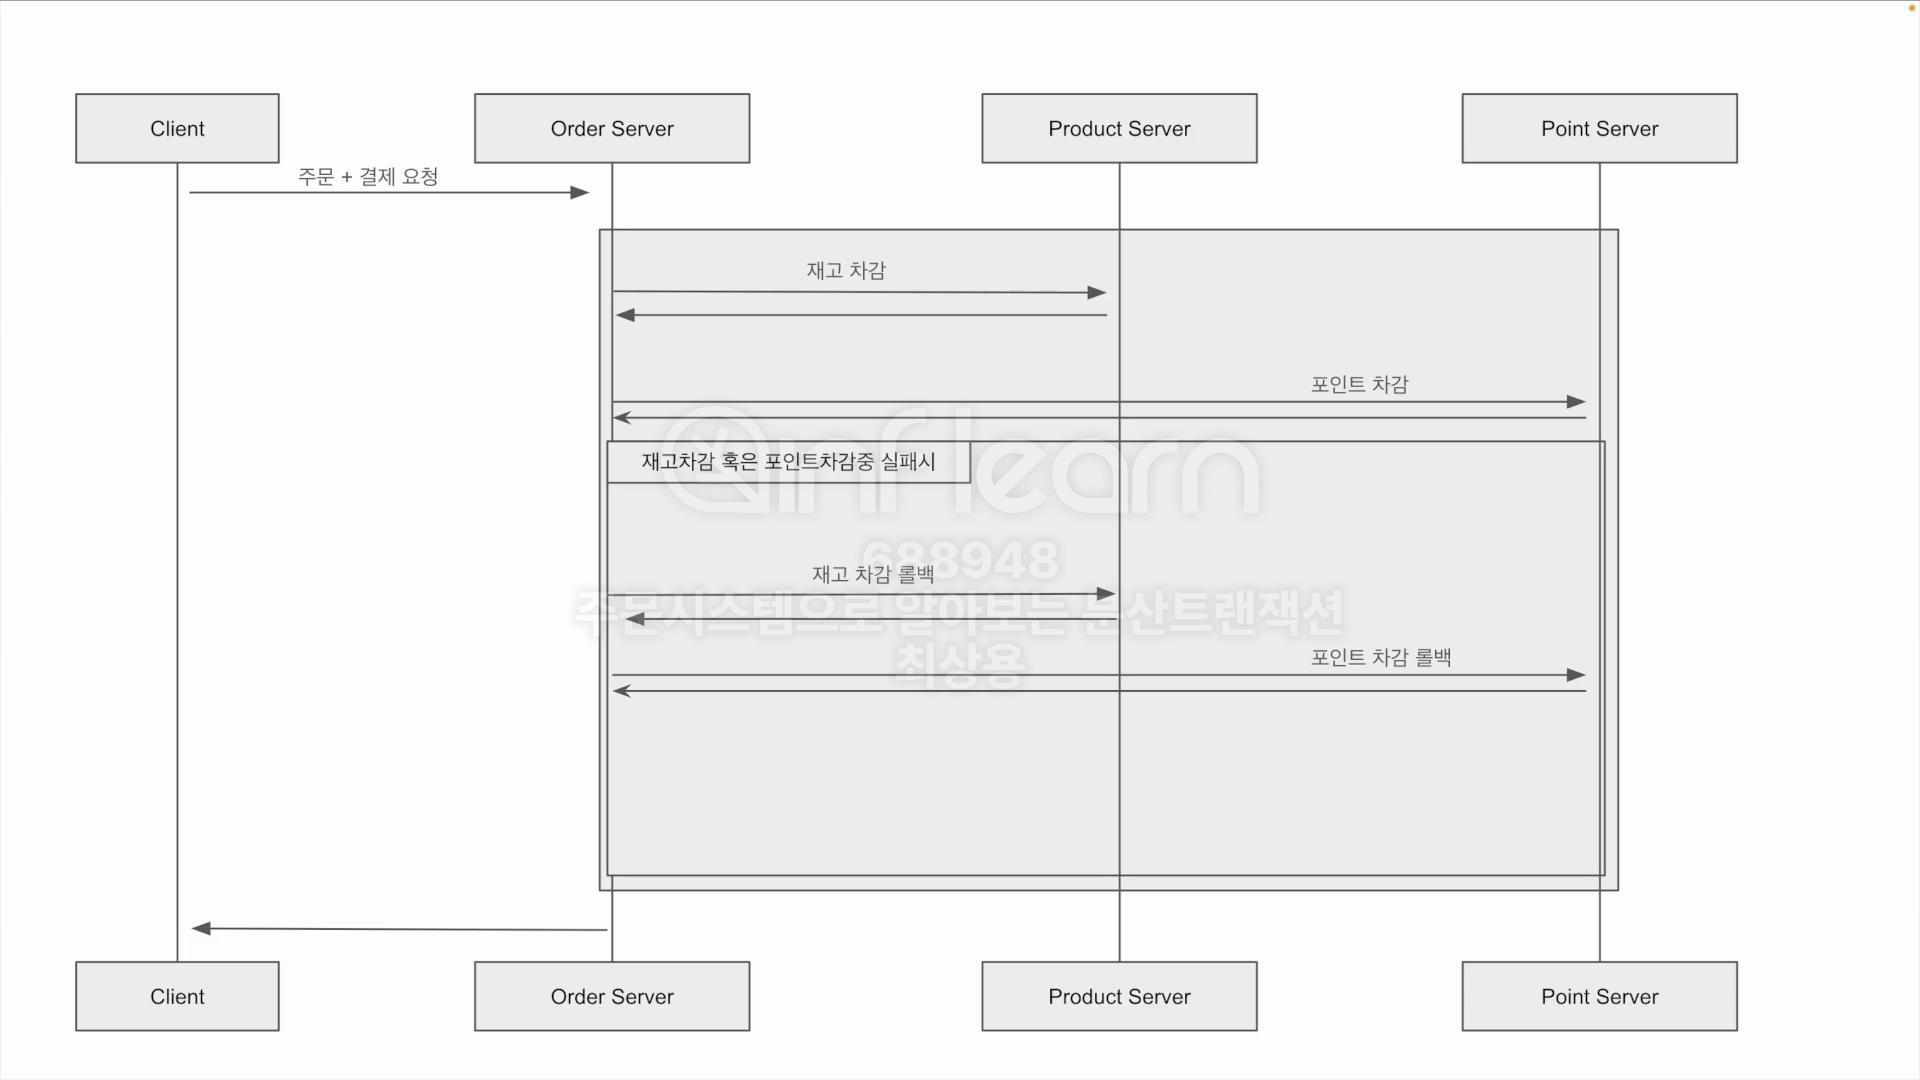 Client
Order Server
Product Server
Point Server
주문 + 결제 요청
재고 차감
포인트 차감
inflearn
재고차감 혹은 포인트차감중 실패시
688948
재고 차감 롤백
주문시스템으로 알아보는 분산트랜잭션
최상용
포인트 차감 롤백
Client
Order Server
Product Server
Point Server